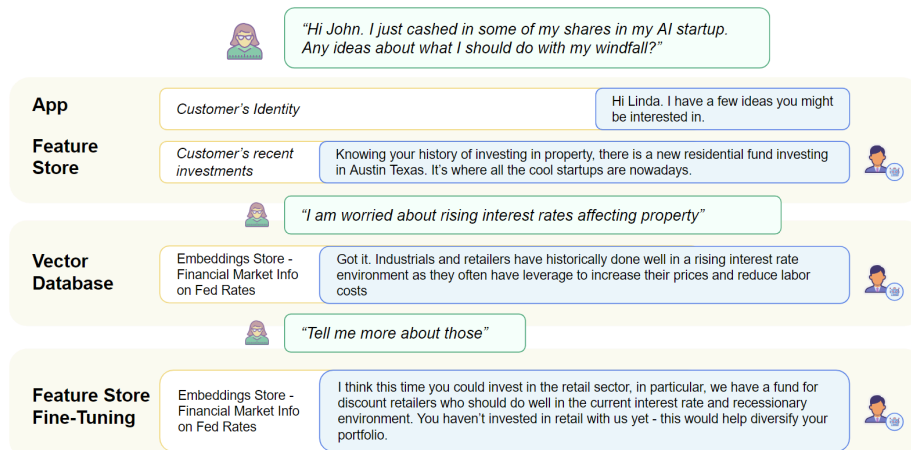 “Hi John. I just cashed in some of my shares in my AI startup.
Any ideas about what I should do with my windfall?”
App
Customer’s Identity
Hi Linda. I have a few ideas you might
be interested in.
Feature
Store
Customer’s recent
investments
Knowing your history of investing in property, there is a new residential fund investing
in Austin Texas. It’s where all the cool startups are nowadays.
“I am worried about rising interest rates affecting property”
Vector
Database
Embeddings Store -
Financial Market Info
on Fed Rates
Got it. Industrials and retailers have historically done well in a rising interest rate
environment as they often have leverage to increase their prices and reduce labor
costs
“Tell me more about those”
Feature Store
Fine-Tuning
Embeddings Store -
Financial Market Info
on Fed Rates
I think this time you could invest in the retail sector, in particular, we have a fund for
discount retailers who should do well in the current interest rate and recessionary
environment. You haven’t invested in retail with us yet - this would help diversify your
portfolio.